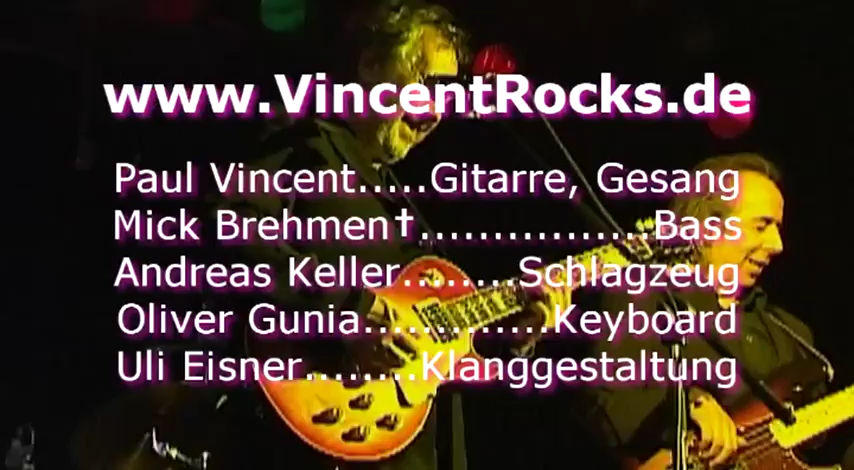 www.VincentRocks.de
Paul Vincent.....Gitarre, Gesang
Mick Brehmen†................Bass
Andreas Keller........Schlagzeug
Oliver Gunia.............Keyboard
Uli Eisner........Klanggestaltung